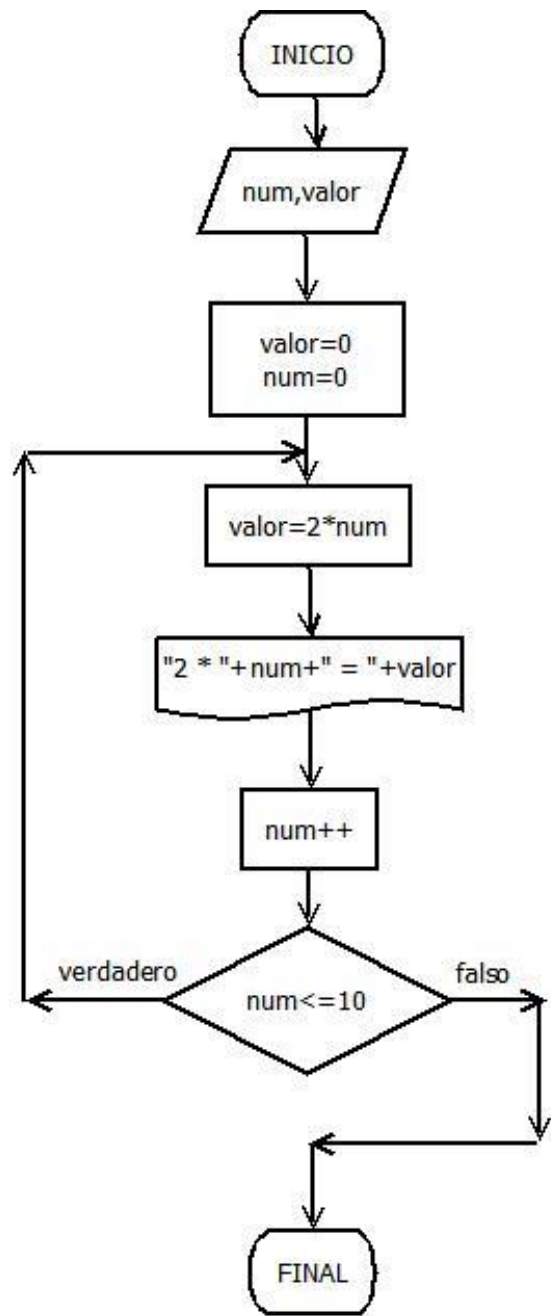 INICIO
num,valor
valor=0
num=0
valor=2*num
"2 * "+num+" = "+valor
num++
verdadero
falso
num<=10
FINAL